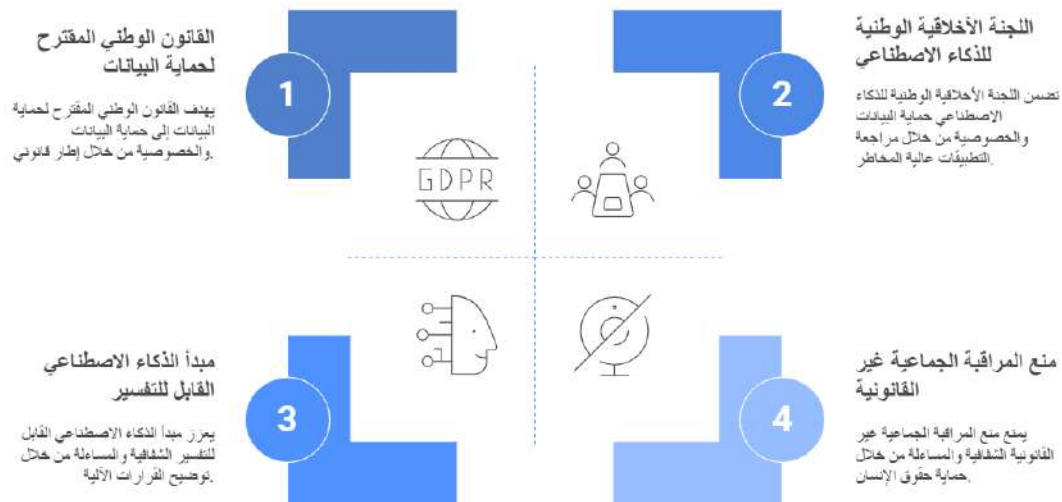 القانون الوطني المقترح
لحماية البيانات
يهدف القانون الوطني المقترح لحماية
البيانات إلى حماية البيانات
والخصوصية من خلال إطار قانوني.
1
GDPR
اللجنة الأخلاقية الوطنية
للذكاء الاصطناعي
تضمن اللجنة الأخلاقية الوطنية للذكاء
الاصطناعي حماية البيانات
والخصوصية من خلال مراجعة
التطبيقات عالية المخاطر.
2
مبدأ الذكاء الاصطناعي
القابل للتفسير
يعزز مبدأ الذكاء الاصطناعي القابل
للتفسير الشفافية والمساءلة من خلال
توضيح القرارات الآلية.
3
منع المراقبة الجماعية غير
القانونية
يمنع منع المراقبة الجماعية غير
القانونية الشفافية والمساءلة من خلال
حماية حقوق الإنسان.
4